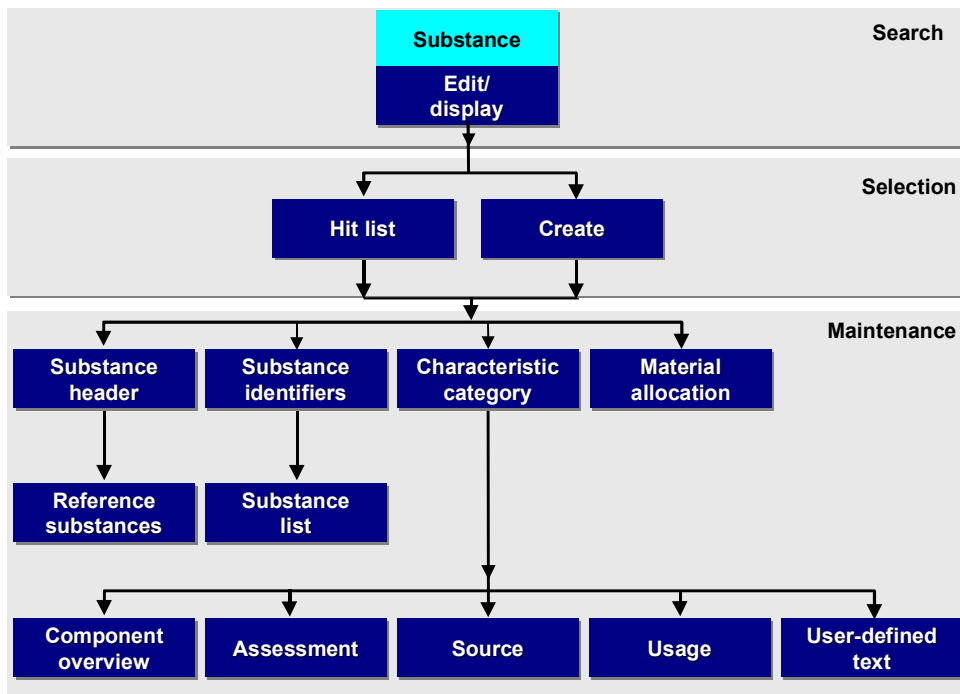 Substance
Search
Edit/
display
Selection
Hit list
Create
Maintenance
Substance
header
Substance
identifiers
Characteristic
category
Material
allocation
Reference
substances
Substance
list
Component
overview
Assessment
Source
Usage
User-defined
text